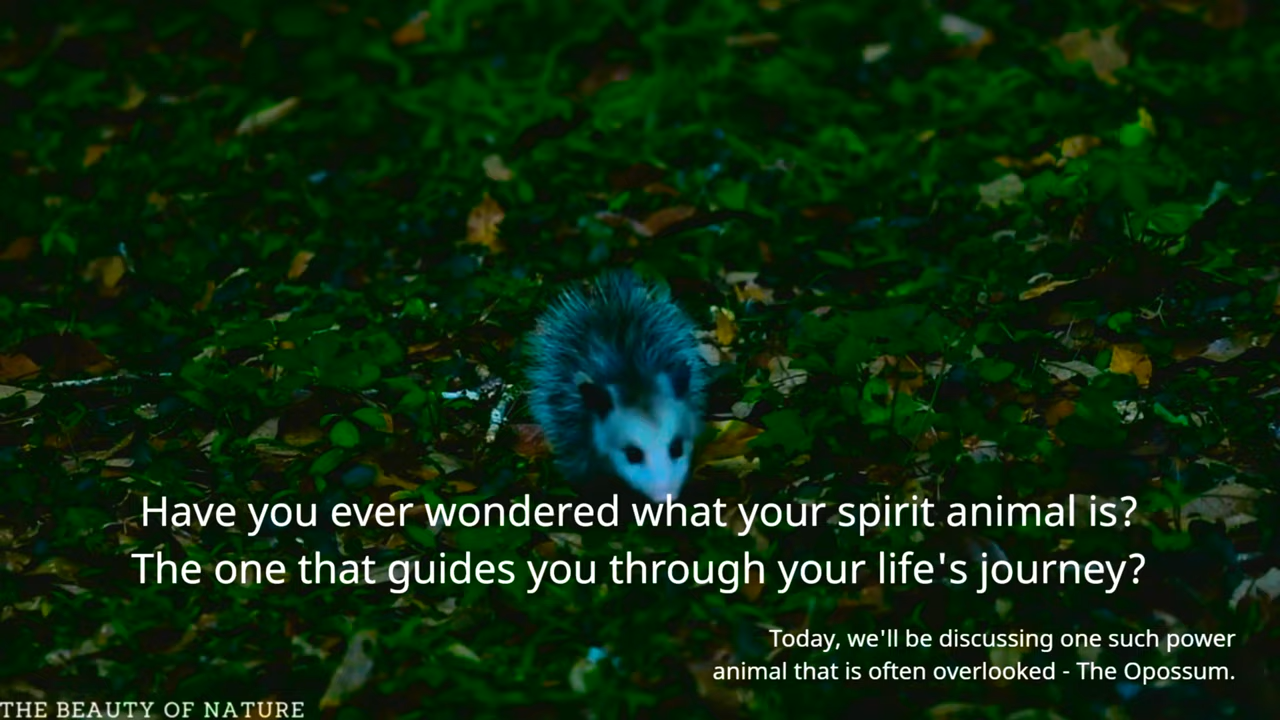 Have you ever wondered what your spirit animal is?
The one that guides you through your life's journey?
Today, we'll be discussing one such power
animal that is often overlooked - The Opossum.
THE BEAUTY OF NATURE